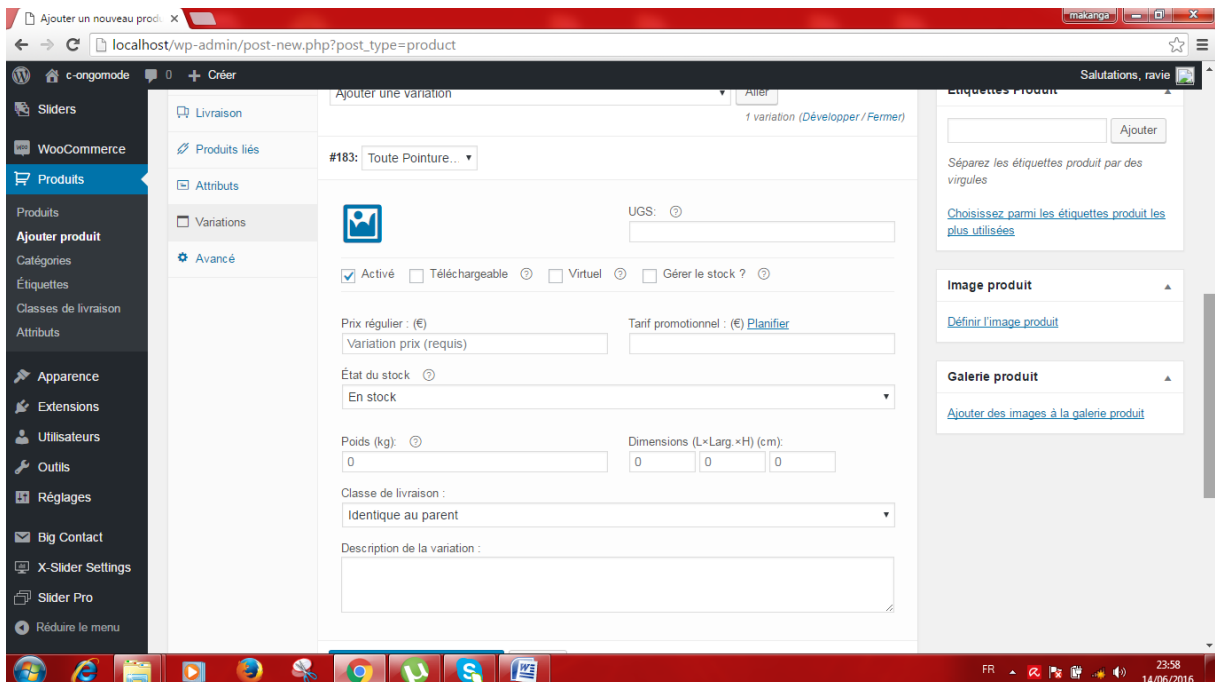 Ajouter un nouveau produ
makanga
localhost/wp-admin/post-new.php?post_type=product
c-ongomode 0 + Créer
Salutations, ravie
Sliders
WooCommerce
Produits
Produits
Ajouter produit
Catégories
Étiquettes
Classes de livraison
Attributs
Apparence
Extensions
Utilisateurs
Outils
Réglages
Big Contact
X-Slider Settings
Slider Pro
Réduire le menu
Livraison
Produits liés
Attributs
Variations
Avancé
Ajouter une variation
Aller
1 variation (Développer / Fermer)
#183: Toute Pointure...
UGS: ?
Activé Téléchargeable ? Virtuel ? Gérer le stock ? ?
Prix régulier : (€)
Variation prix (requis)
Tarif promotionnel : (€) Planifier
État du stock ?
En stock
Poids (kg): ?
0
Dimensions (L×Larg.×H) (cm):
0 0 0
Classe de livraison :
Identique au parent
Description de la variation :
Étiquettes Produit
Ajouter
Séparez les étiquettes produit par des
virgules
Choisissez parmi les étiquettes produit les
plus utilisées
Image produit
Définir l'image produit
Galerie produit
Ajouter des images à la galerie produit
FR
23:58
14/06/2016